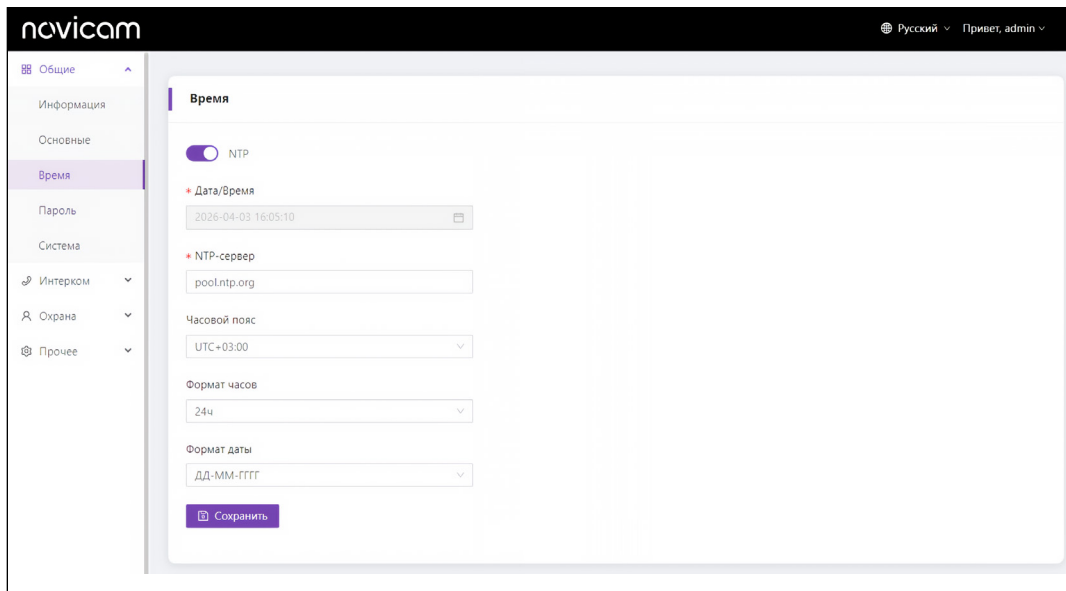 novicam
Русский
Привет, admin
Общие
Информация
Основные
Время
Пароль
Система
Интерком
Охрана
Прочее
Время
NTP
* Дата/Время
2026-04-03 16:05:10
* NTP-сервер
pool.ntp.org
Часовой пояс
UTC+03:00
Формат часов
24ч
Формат даты
ДД-ММ-ГГГГ
Сохранить